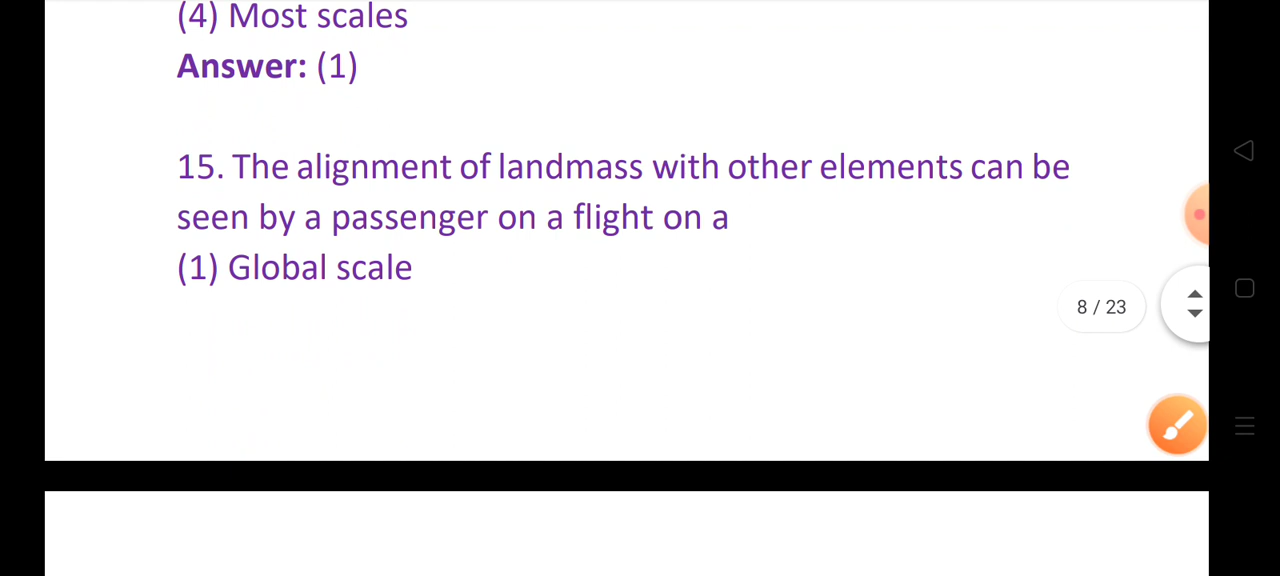 (4) Most scales
Answer: (1)
15. The alignment of landmass with other elements can be
seen by a passenger on a flight on a
(1) Global scale
8 / 23